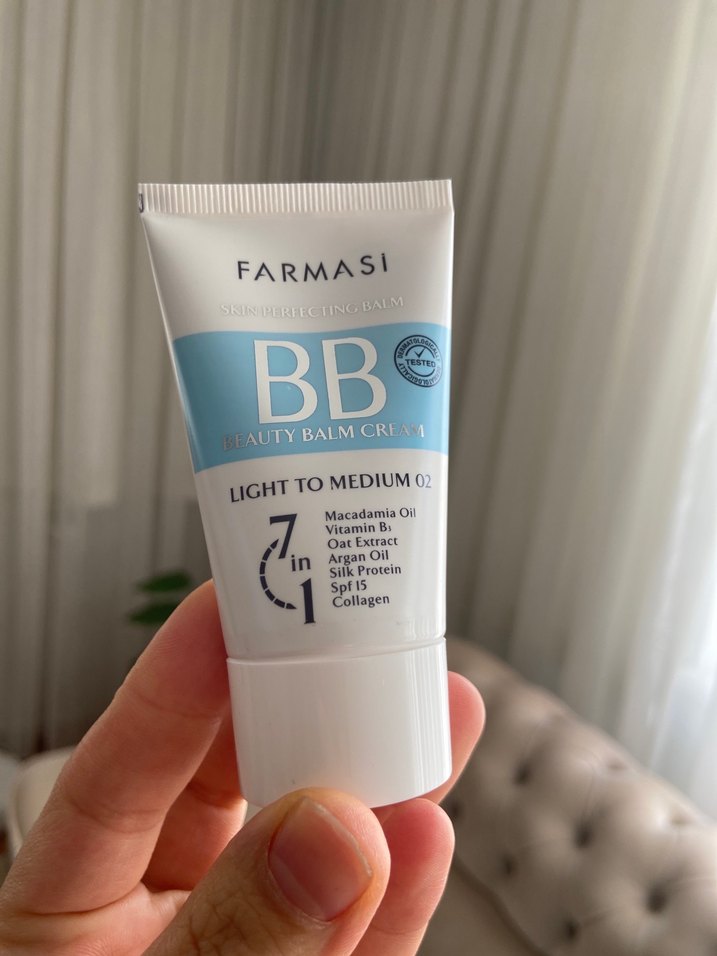 FARMASi
SKIN PERFECTING BALM
BB
DERMATOLOGICALLY
TESTED
DERMATOLOGICALLY
BEAUTY BALM CREAM
LIGHT TO MEDIUM 02
7 in 1
Macadamia Oil
Vitamin B₃
Oat Extract
Argan Oil
Silk Protein
Spf 15
Collagen